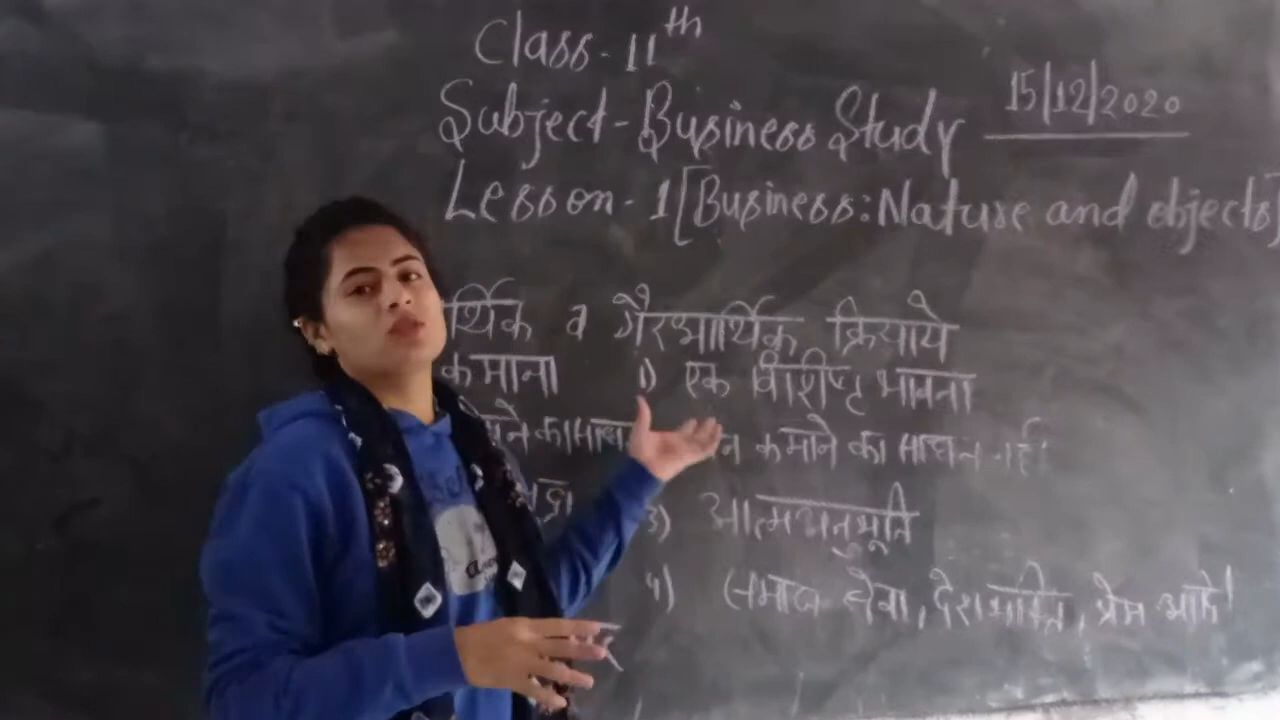 Class-11th
Subject-Business Study
15/12/2020
Lesson-1[Business:Nature and objects]
र्थिक व गैरआर्थिक क्रियाये
कमाना 1) एक विशिष्ट भावना
न कमाने का साधन नहीं
3) आत्मअनुभूति
4) समाज सेवा, देशभक्ति, प्रेम आदि